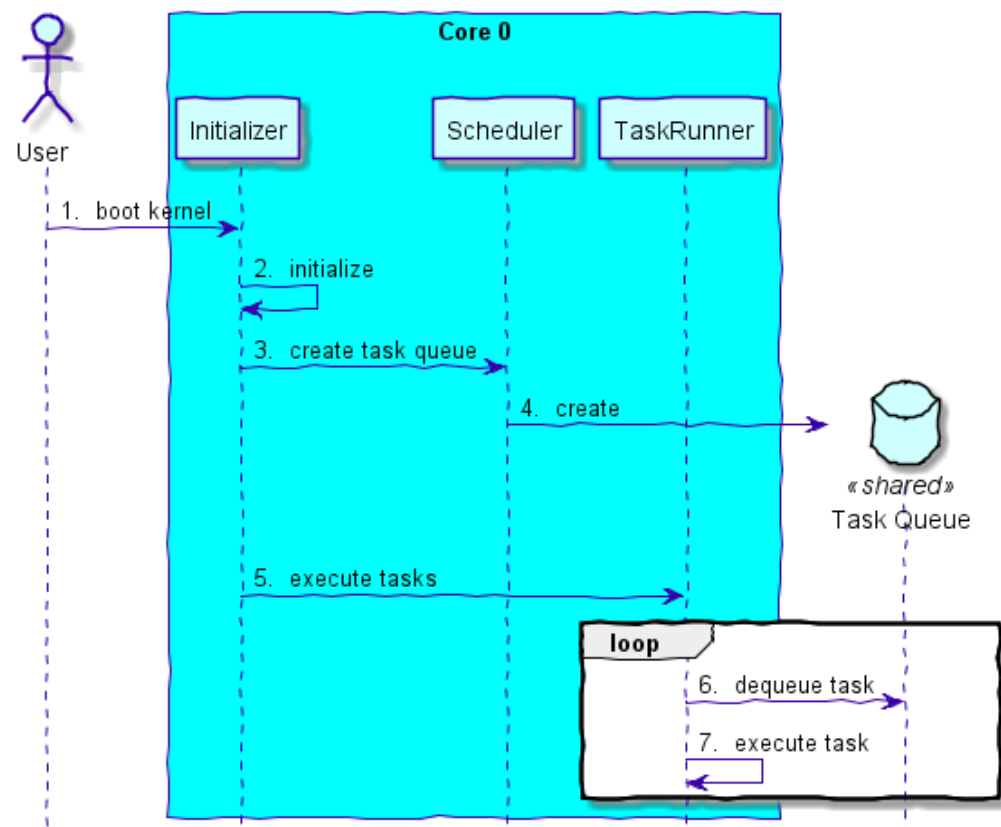 Core 0
User
Initializer
Scheduler
TaskRunner
1. boot kernel
2. initialize
3. create task queue
4. create
«shared»
Task Queue
5. execute tasks
loop
6. dequeue task
7. execute task